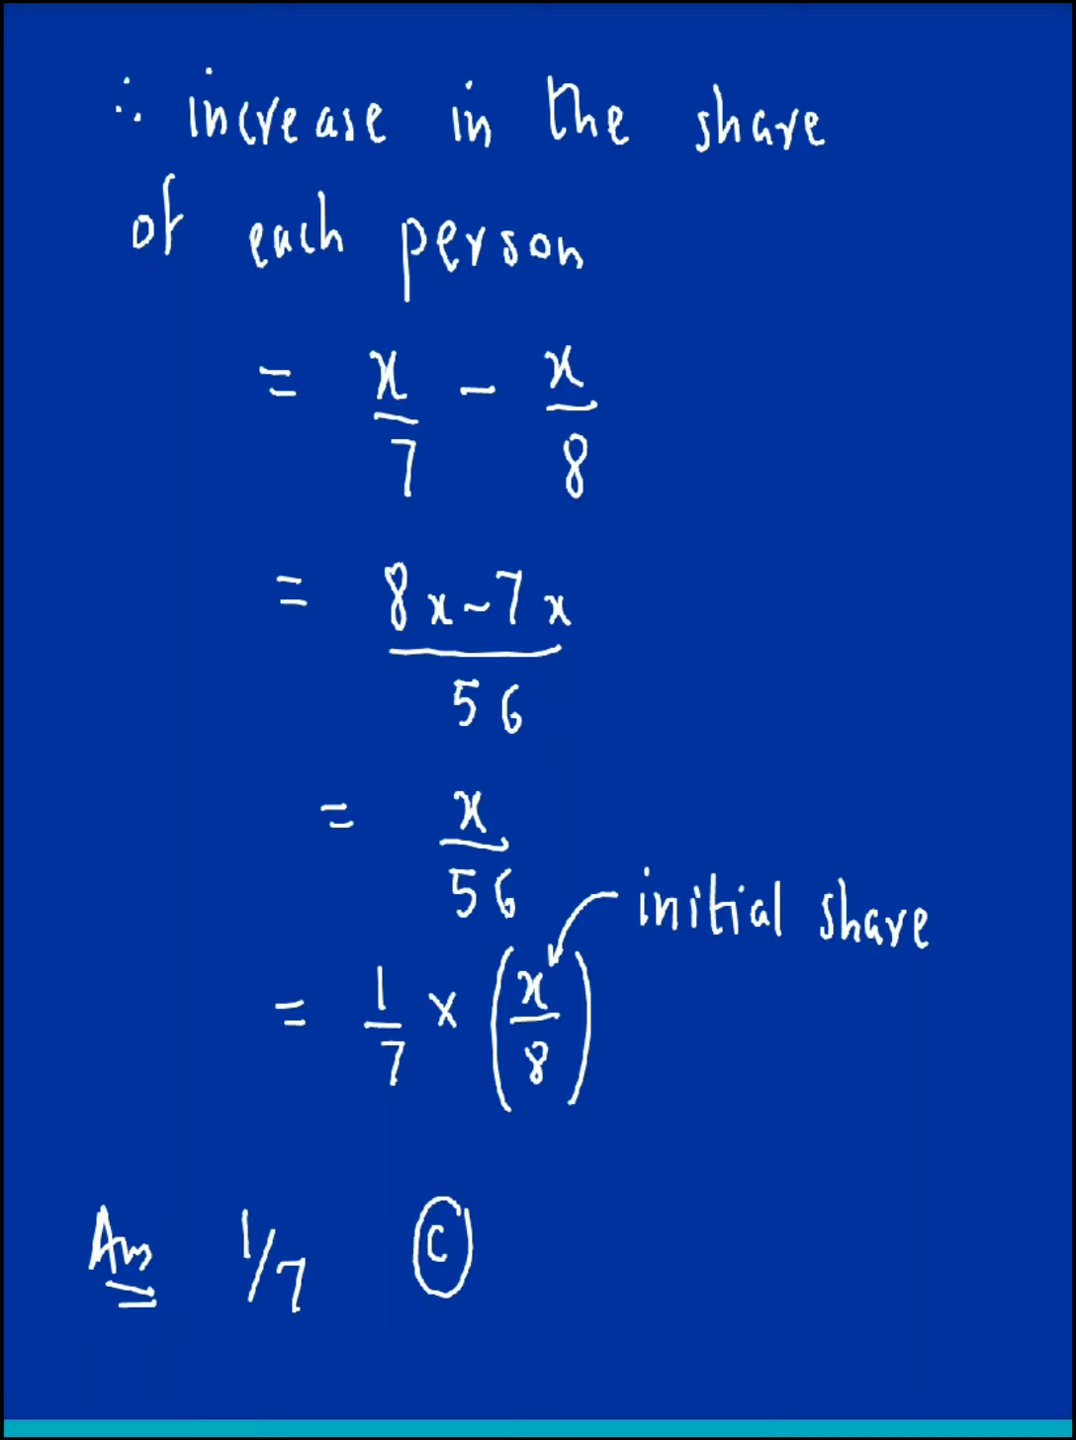 ∴ increase in the share
of each person
= x/7 - x/8
= 8x-7x/56
= x/56
initial share
= 1/7 × (x/8)
Ans 1/7 (C)